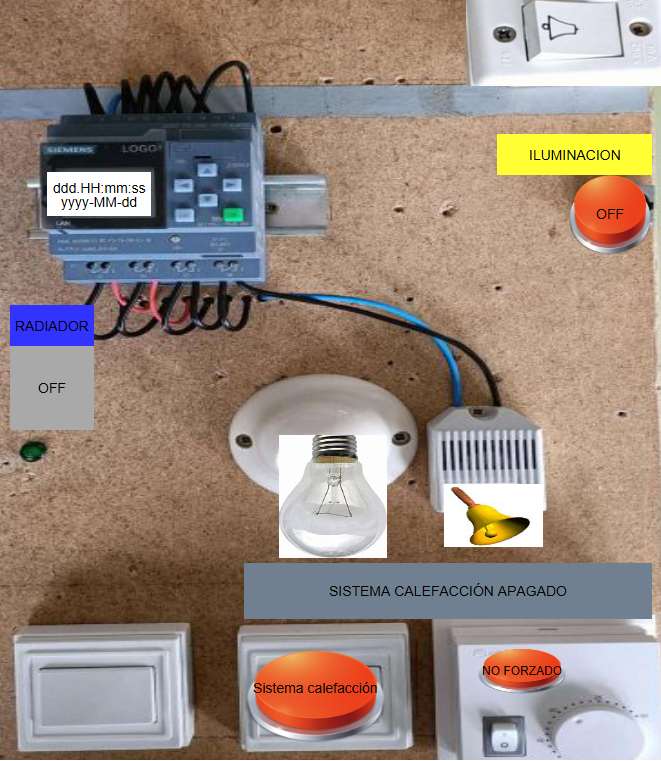 ILUMINACION
SIEMENS LOGO!
ddd.HH:mm:ss
yyyy-MM-dd
OFF
LAN
RADIADOR
OFF
SISTEMA CALEFACCIÓN APAGADO
NO FORZADO
Sistema calefacción